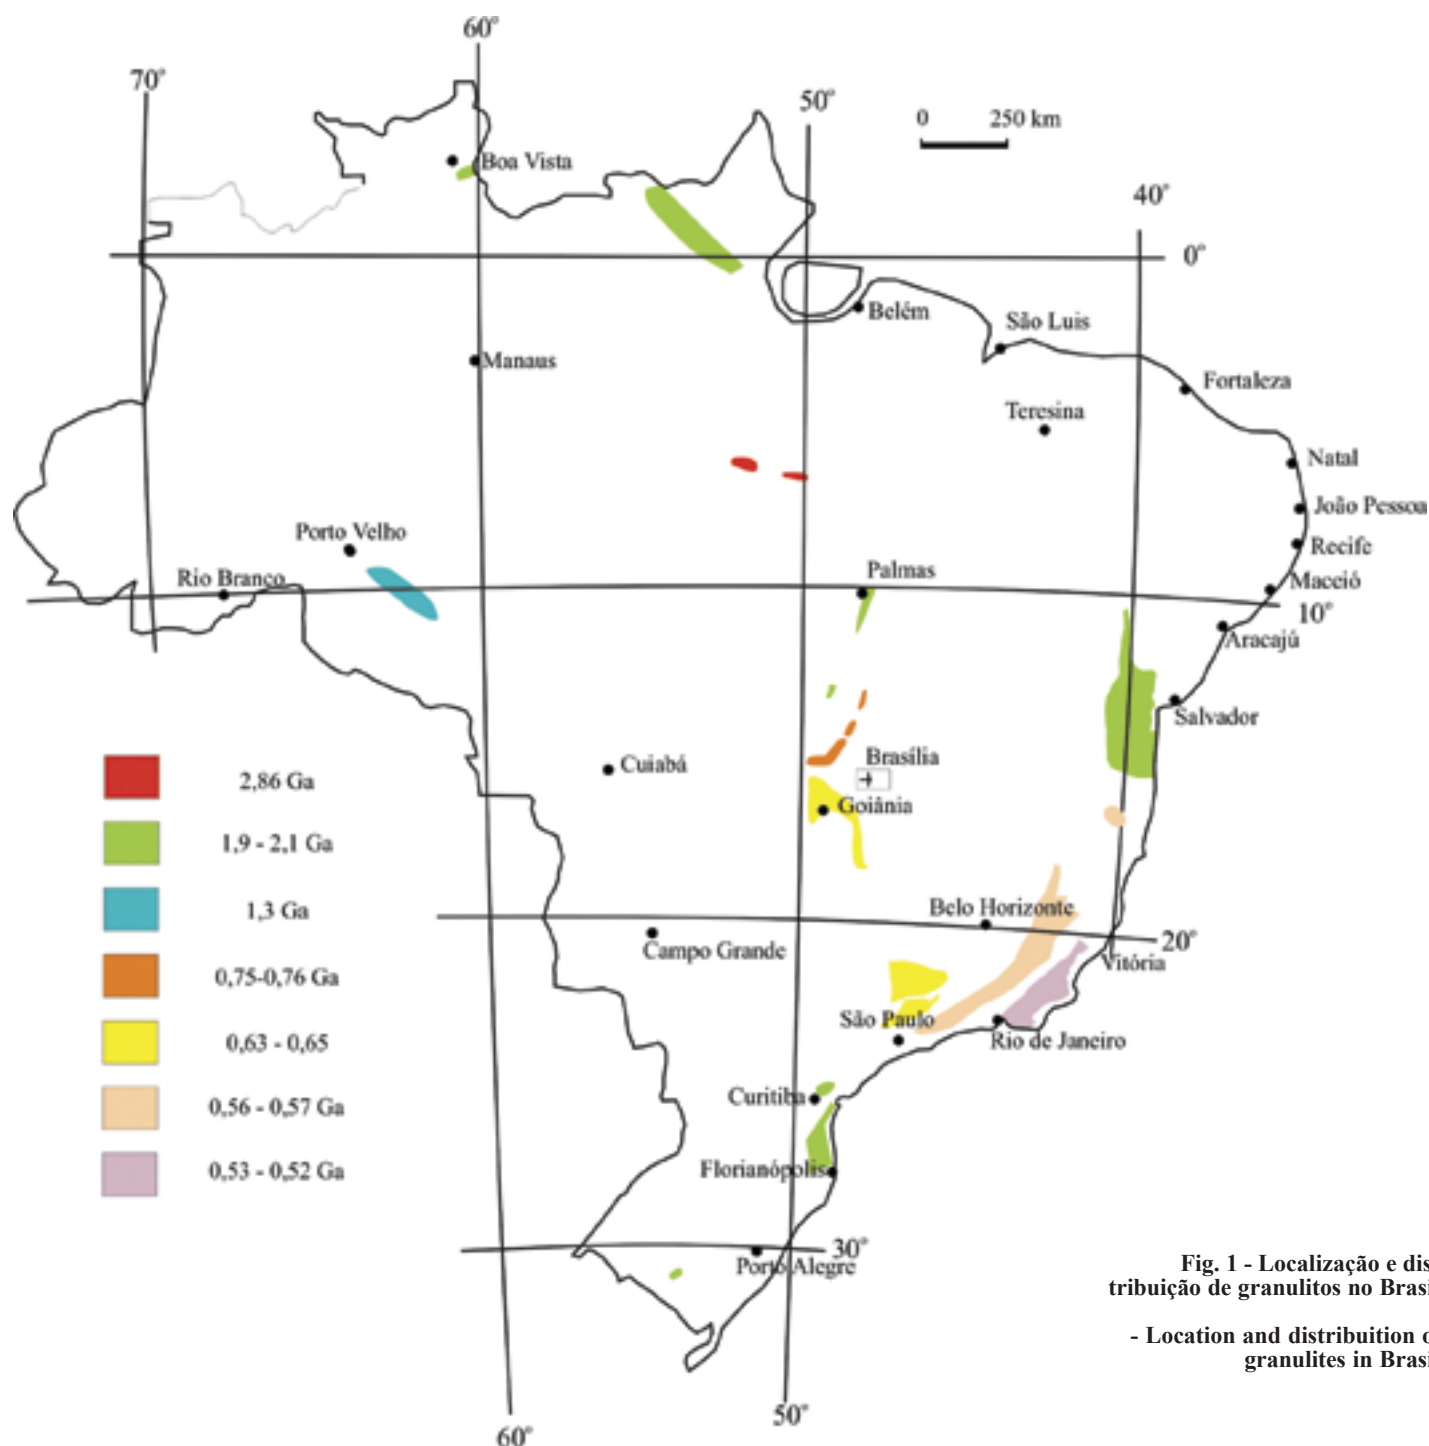 60°
70°
50°
0 250 km
Boa Vista
40°
0°
Belém
São Luis
Manaus
Fortaleza
Teresina
Natal
João Pessoa
Porto Velho
Recife
Rio Branco
Palmas
Maceió
10°
Aracajú
Salvador
Brasília
Cuiabá
2,86 Ga
Goiânia
1,9 - 2,1 Ga
1,3 Ga
Belo Horizonte
20°
Campo Grande
Vitória
0,75-0,76 Ga
São Paulo
0,63 - 0,65
Rio de Janeiro
Curitiba
0,56 - 0,57 Ga
Florianópolis
0,53 - 0,52 Ga
30°
Porto Alegre
Fig. 1 - Localização e dis
tribuição de granulitos no Brasi
- Location and distribuition o
granulites in Brasi
50°
60°